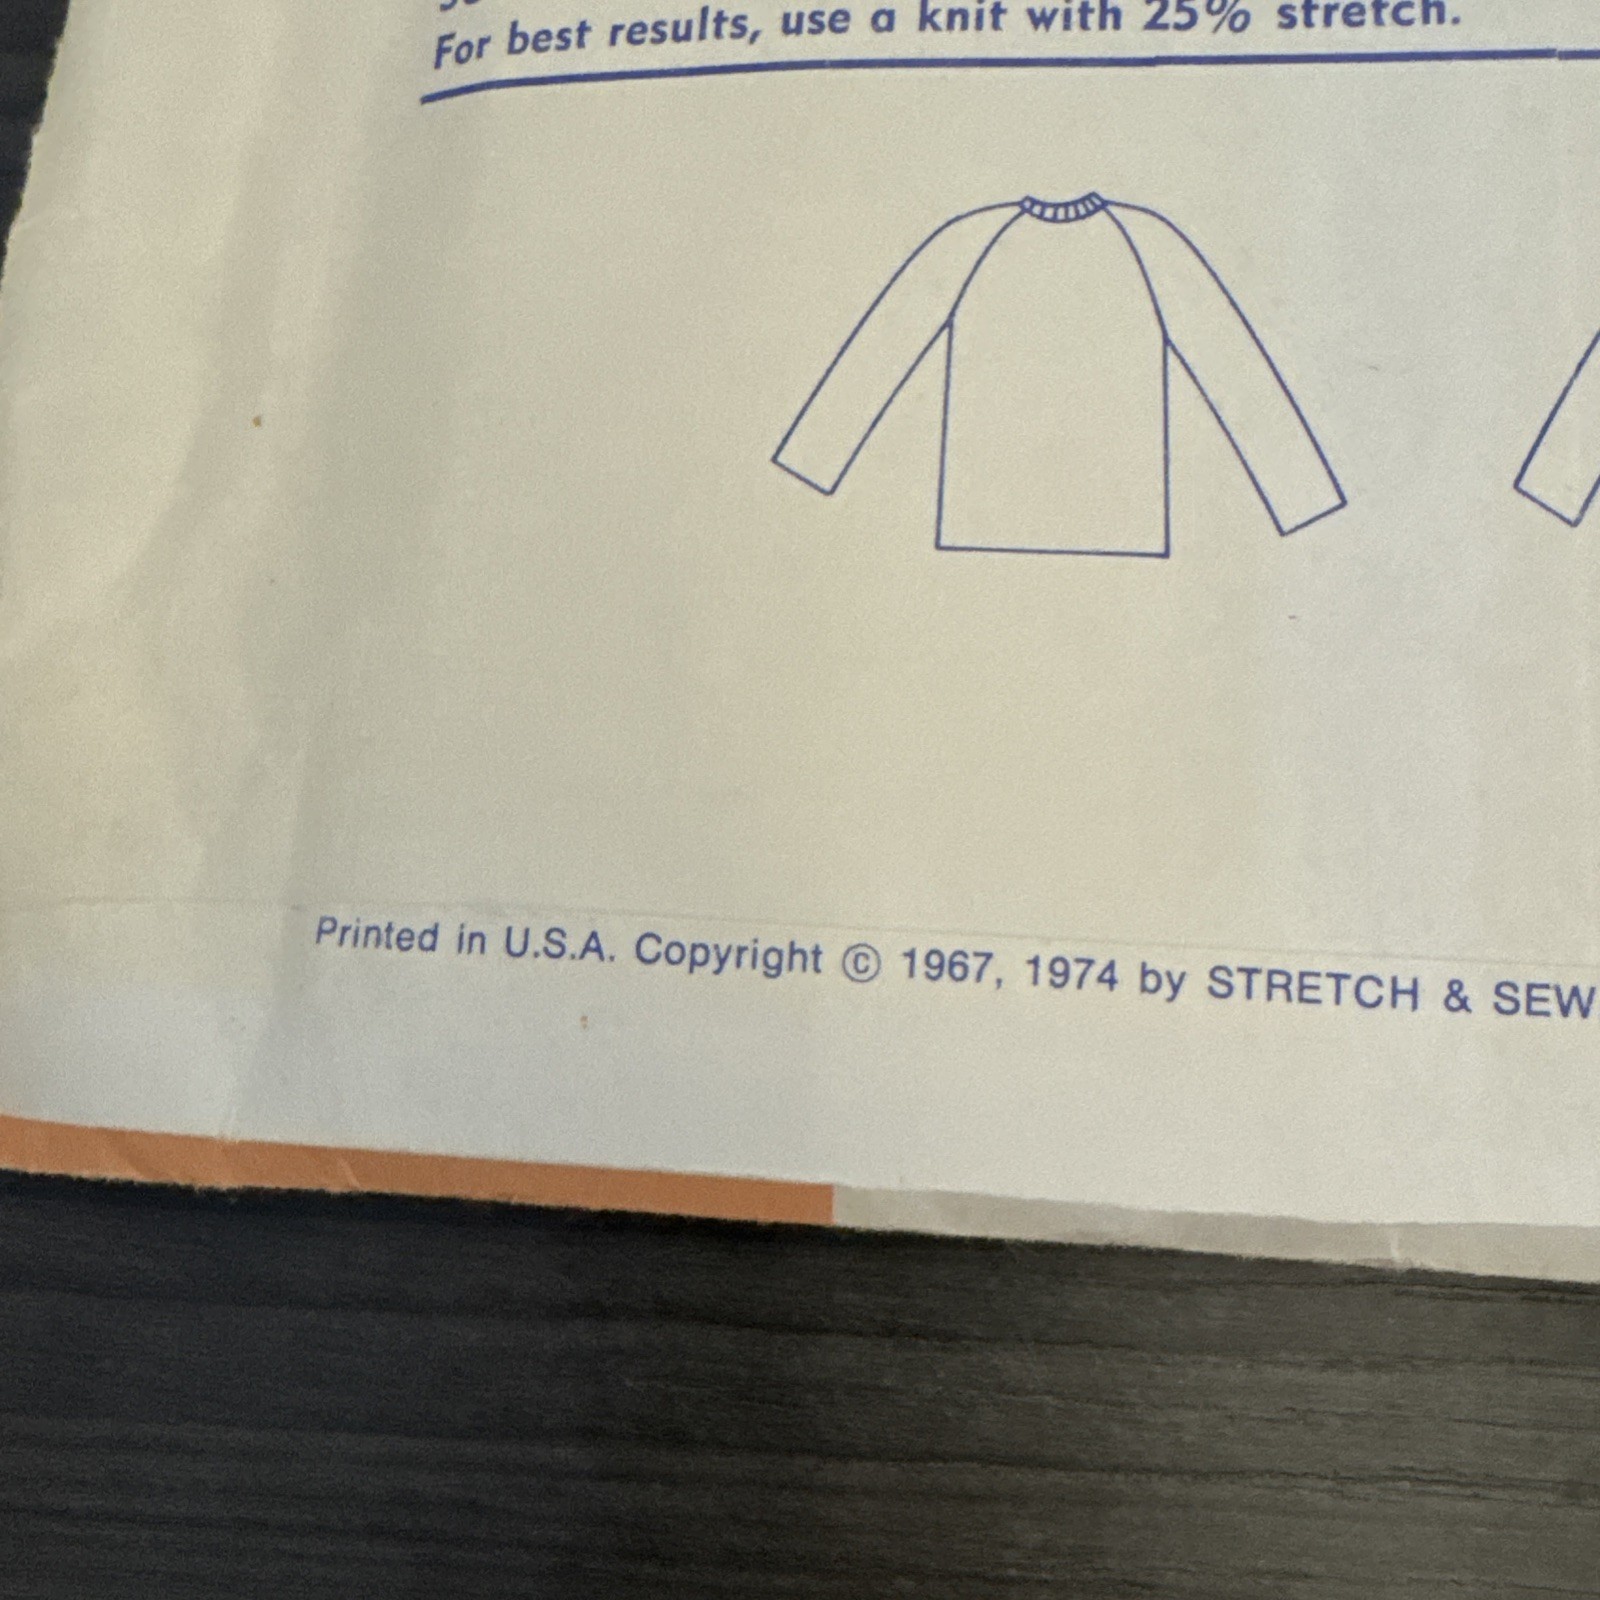 For best results, use a knit with 25% stretch.
Printed in U.S.A. Copyright © 1967, 1974 by STRETCH & SEW